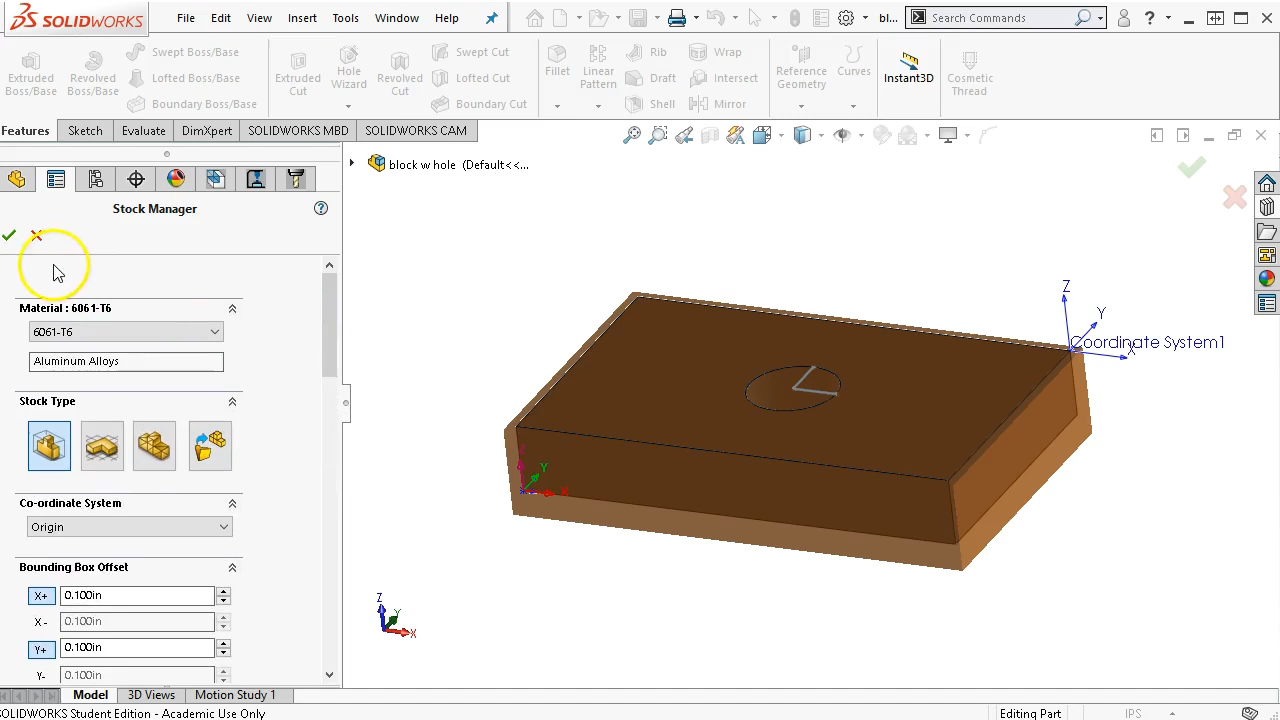 SOLIDWORKS File Edit View Insert Tools Window Help bl... Search Commands ?
Extruded Boss/Base
Revolved Boss/Base
Swept Boss/Base
Lofted Boss/Base
Boundary Boss/Base
Extruded Cut
Hole Wizard
Revolved Cut
Swept Cut
Lofted Cut
Boundary Cut
Fillet
Linear Pattern
Rib
Draft
Shell
Wrap
Intersect
Mirror
Reference Geometry
Curves
Instant3D
Cosmetic Thread
Features Sketch Evaluate DimXpert SOLIDWORKS MBD SOLIDWORKS CAM
block w hole (Default<<...
Stock Manager ?
Material : 6061-T6
6061-T6
Aluminum Alloys
Stock Type
Co-ordinate System
Origin
Bounding Box Offset
X+ 0.100in
X- 0.100in
Y+ 0.100in
Y- 0.100in
Z
Y
X
Coordinate System1
Y
X
Z
Y
X
Model 3D Views Motion Study 1
SOLIDWORKS Student Edition - Academic Use Only Editing Part IPS